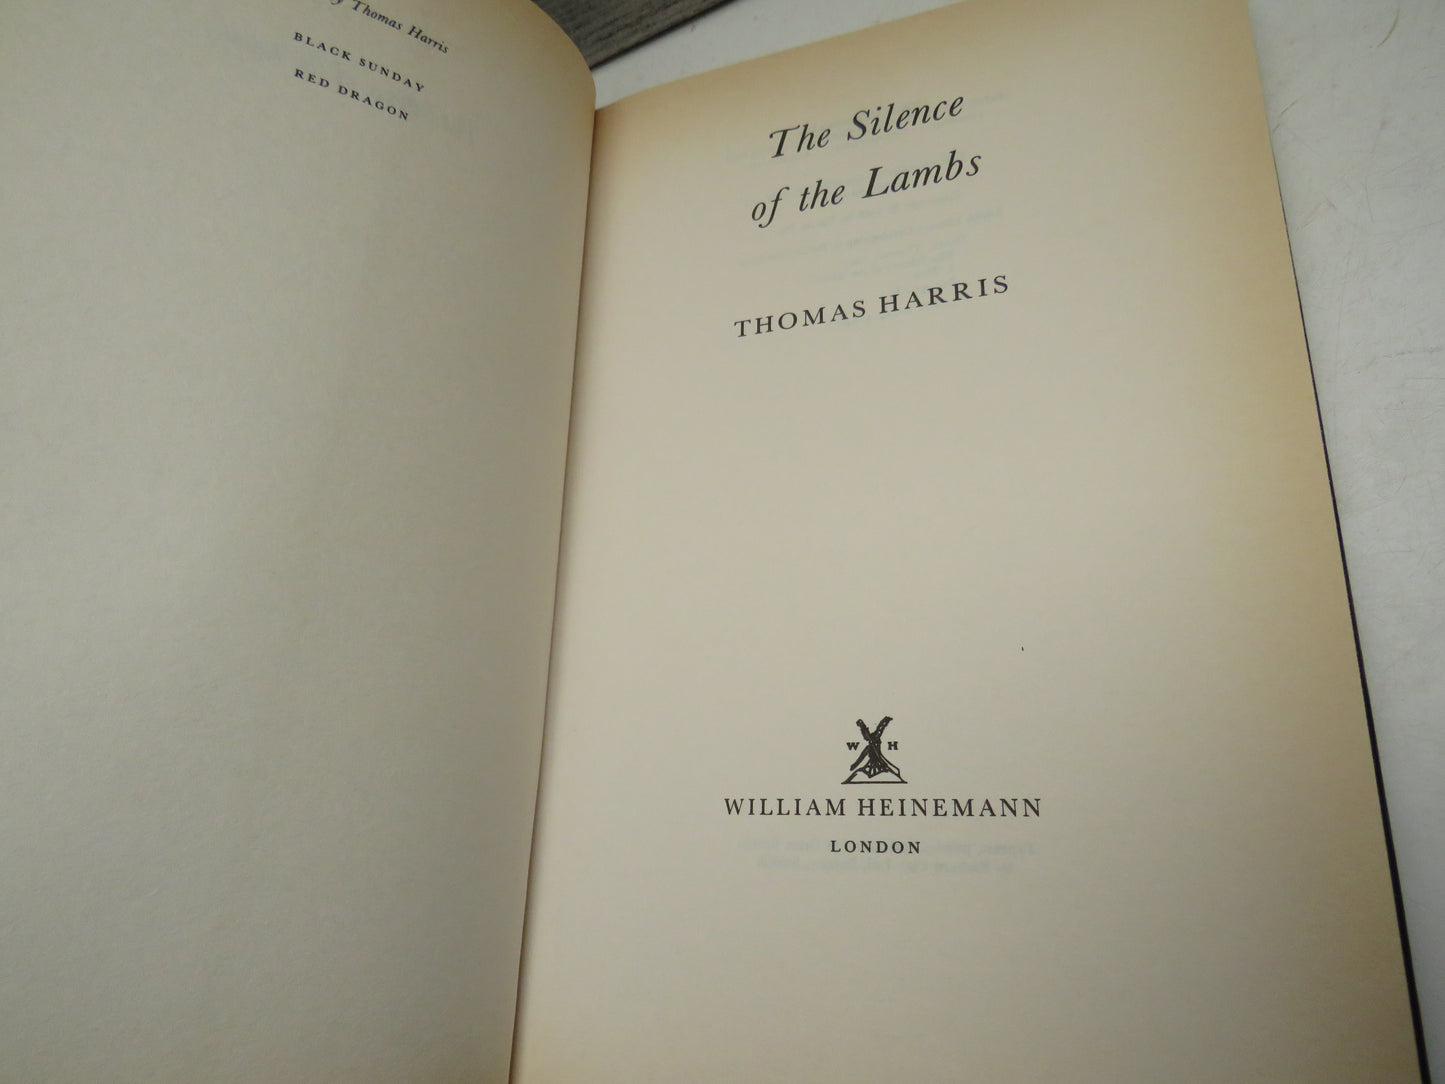 Thomas Harris
BLACK SUNDAY
RED DRAGON
The Silence
of the Lambs
THOMAS HARRIS
W H
WILLIAM HEINEMANN
LONDON